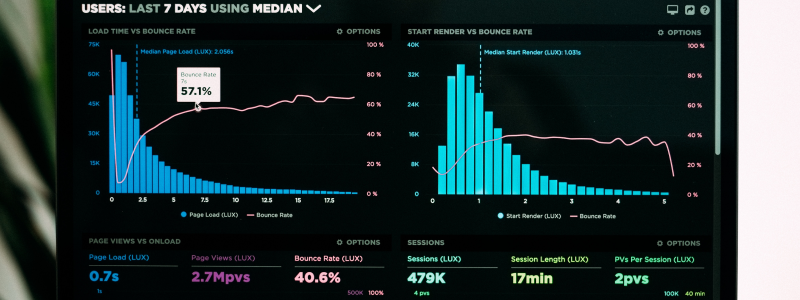 USERS: LAST 7 DAYS USING MEDIAN
LOAD TIME VS BOUNCE RATE
OPTIONS
75K
60K
45K
30K
15K
0
100 %
80 %
60 %
40 %
20 %
0 %
Median Page Load (LUX): 2.056s
Bounce Rate
7s
57.1%
0 2.5 5 7.5 10 12.5 15 17.5
Page Load (LUX) Bounce Rate
START RENDER VS BOUNCE RATE
OPTIONS
40K
32K
24K
16K
8K
0
100 %
80 %
60 %
40 %
20 %
0 %
Median Start Render (LUX): 1.031s
0 1 2 3 4 5
Start Render (LUX) Bounce Rate
PAGE VIEWS VS ONLOAD
OPTIONS
Page Load (LUX) Page Views (LUX) Bounce Rate (LUX)
0.7s 2.7Mpvs 40.6%
1s 500K 100%
SESSIONS
OPTIONS
Sessions (LUX) Session Length (LUX) PVs Per Session (LUX)
479K 17min 2pvs
4 pvs 100K 40 min